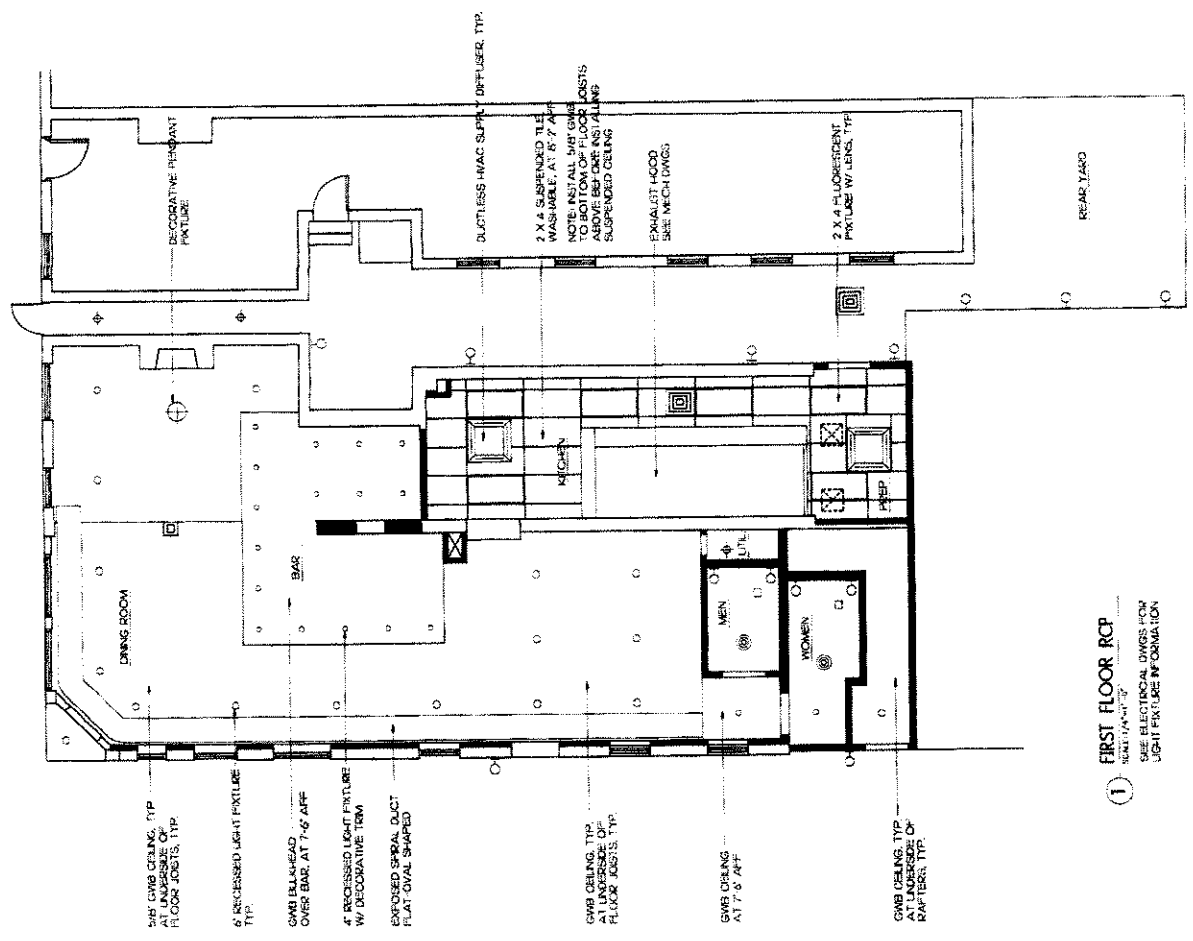 DECORATIVE PENDANT
FIXTURE
DUCTLESS HVAC SUPPLY DIFFUSER, TYP.
2 X 4 SUSPENDED TILE
WASHABLE, AT 8'-2" AFF
NOTE: INSTALL 5/8" GWB
TO BOTTOM OF FLOOR JOISTS
ABOVE BEFORE INSTALLING
SUSPENDED CEILING
EXHAUST HOOD
SEE MECH DWGS
2 X 4 FLUORESCENT
FIXTURE W/ LENS, TYP.
REAR YARD
DINING ROOM
BAR
KITCHEN
PREP
UTIL
MEN
WOMEN
5/8" GWB CEILING, TYP
AT UNDERSIDE OF
FLOOR JOISTS, TYP.
6" RECESSED LIGHT FIXTURE
TYP.
GWB BULKHEAD
OVER BAR, AT 7'-6" AFF
4" RECESSED LIGHT FIXTURE
W/ DECORATIVE TRIM
EXPOSED SPIRAL DUCT
FLAT-OVAL SHAPED
GWB CEILING, TYP.
AT UNDERSIDE OF
FLOOR JOISTS, TYP.
GWB CEILING
AT 7'-6" AFF
GWB CEILING, TYP.
AT UNDERSIDE OF
RAFTERS, TYP.
1
FIRST FLOOR RCP
SEE ELECTRICAL DWGS FOR
LIGHT FIXTURE INFORMATION